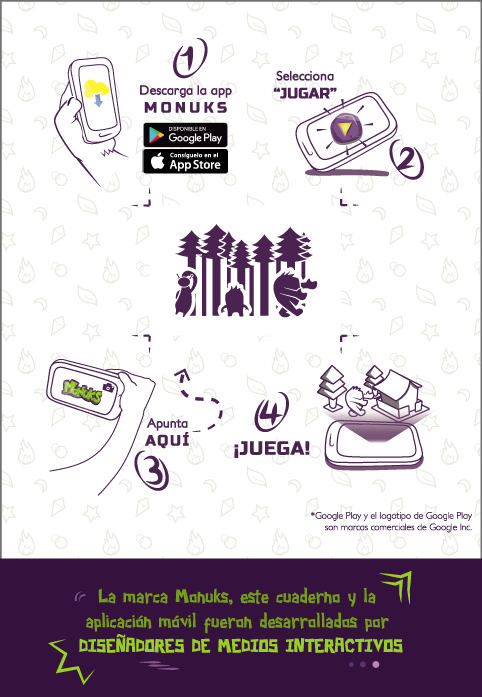 1
Descarga la app
MONUKS
DISPONIBLE EN
Google Play
Consíguelo en el
App Store
Selecciona
“JUGAR”
2
Monuks
Apunta
AQUÍ
3
4
¡JUEGA!
*Google Play y el logotipo de Google Play
son marcas comerciales de Google Inc.
La marca Monuks, este cuaderno y la
aplicación móvil fueron desarrollados por
DISEÑADORES DE MEDIOS INTERACTIVOS